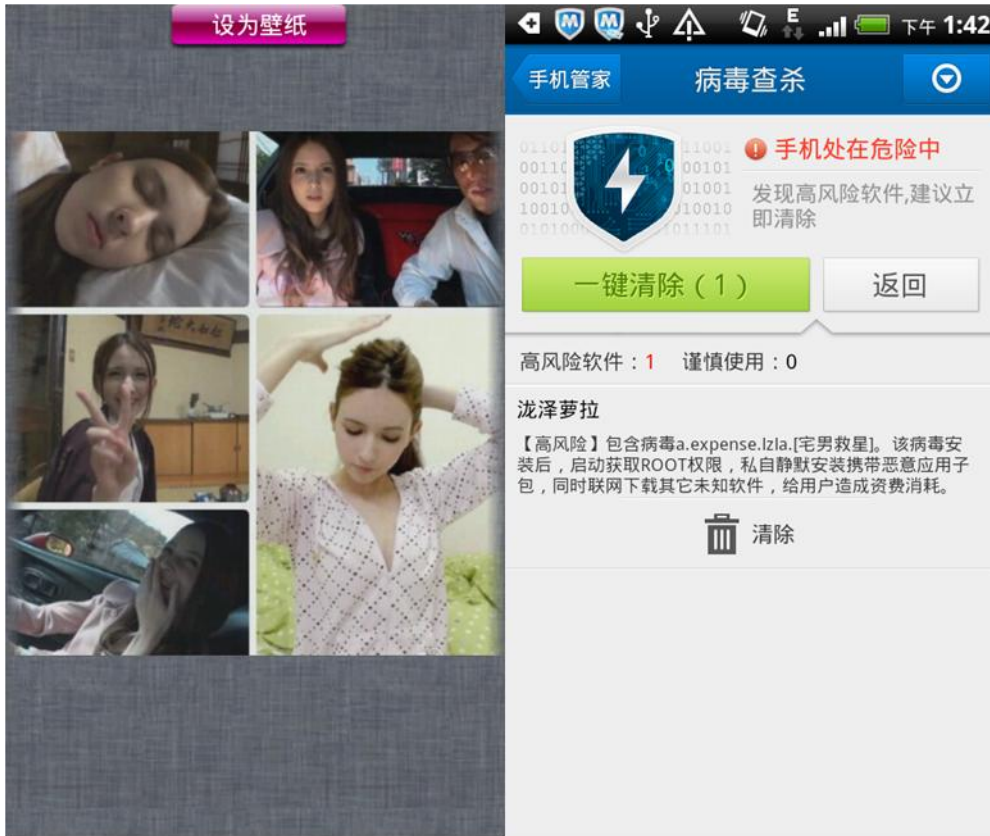 设为壁纸
下午 1:42
手机管家
病毒查杀
手机处在危险中
发现高风险软件,建议立
即清除
一键清除（1）
返回
高风险软件：1 谨慎使用：0
泷泽萝拉
【高风险】包含病毒a.expense.lzla.[宅男救星]。该病毒安
装后，启动获取ROOT权限，私自静默安装携带恶意应用子
包，同时联网下载其它未知软件，给用户造成资费消耗。
清除